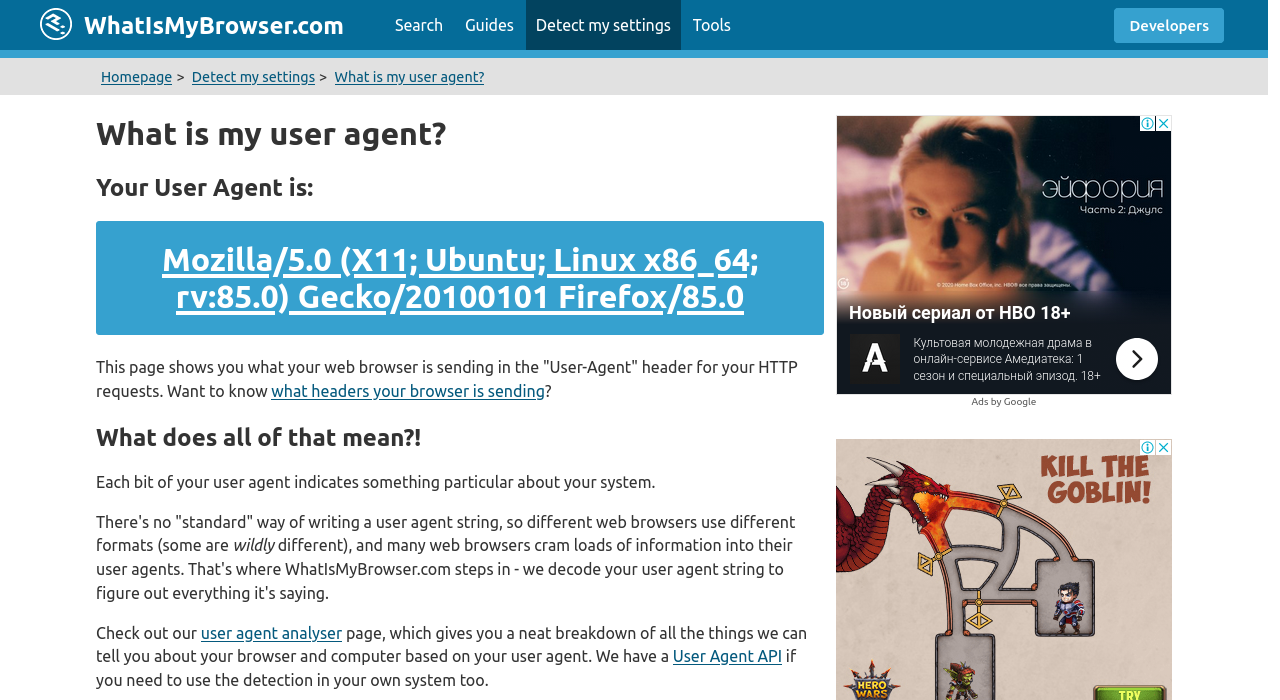 WhatIsMyBrowser.com
Search Guides Detect my settings Tools
Developers
Homepage > Detect my settings > What is my user agent?
What is my user agent?
Your User Agent is:
Mozilla/5.0 (X11; Ubuntu; Linux x86_64;
rv:85.0) Gecko/20100101 Firefox/85.0
This page shows you what your web browser is sending in the "User-Agent" header for your HTTP
requests. Want to know what headers your browser is sending?
What does all of that mean?!
Each bit of your user agent indicates something particular about your system.
There's no "standard" way of writing a user agent string, so different web browsers use different
formats (some are wildly different), and many web browsers cram loads of information into their
user agents. That's where WhatIsMyBrowser.com steps in - we decode your user agent string to
figure out everything it's saying.
Check out our user agent analyser page, which gives you a neat breakdown of all the things we can
tell you about your browser and computer based on your user agent. We have a User Agent API if
you need to use the detection in your own system too.
эйфория
Часть 2: Джулс
© 2020 Home Box Office, Inc. HBO® все права защищены.
Новый сериал от HBO 18+
Культовая молодежная драма в
онлайн-сервисе Амедиатека: 1
сезон и специальный эпизод. 18+
A
Ads by Google
KILL THE
GOBLIN!
HERO
WARS
TRY